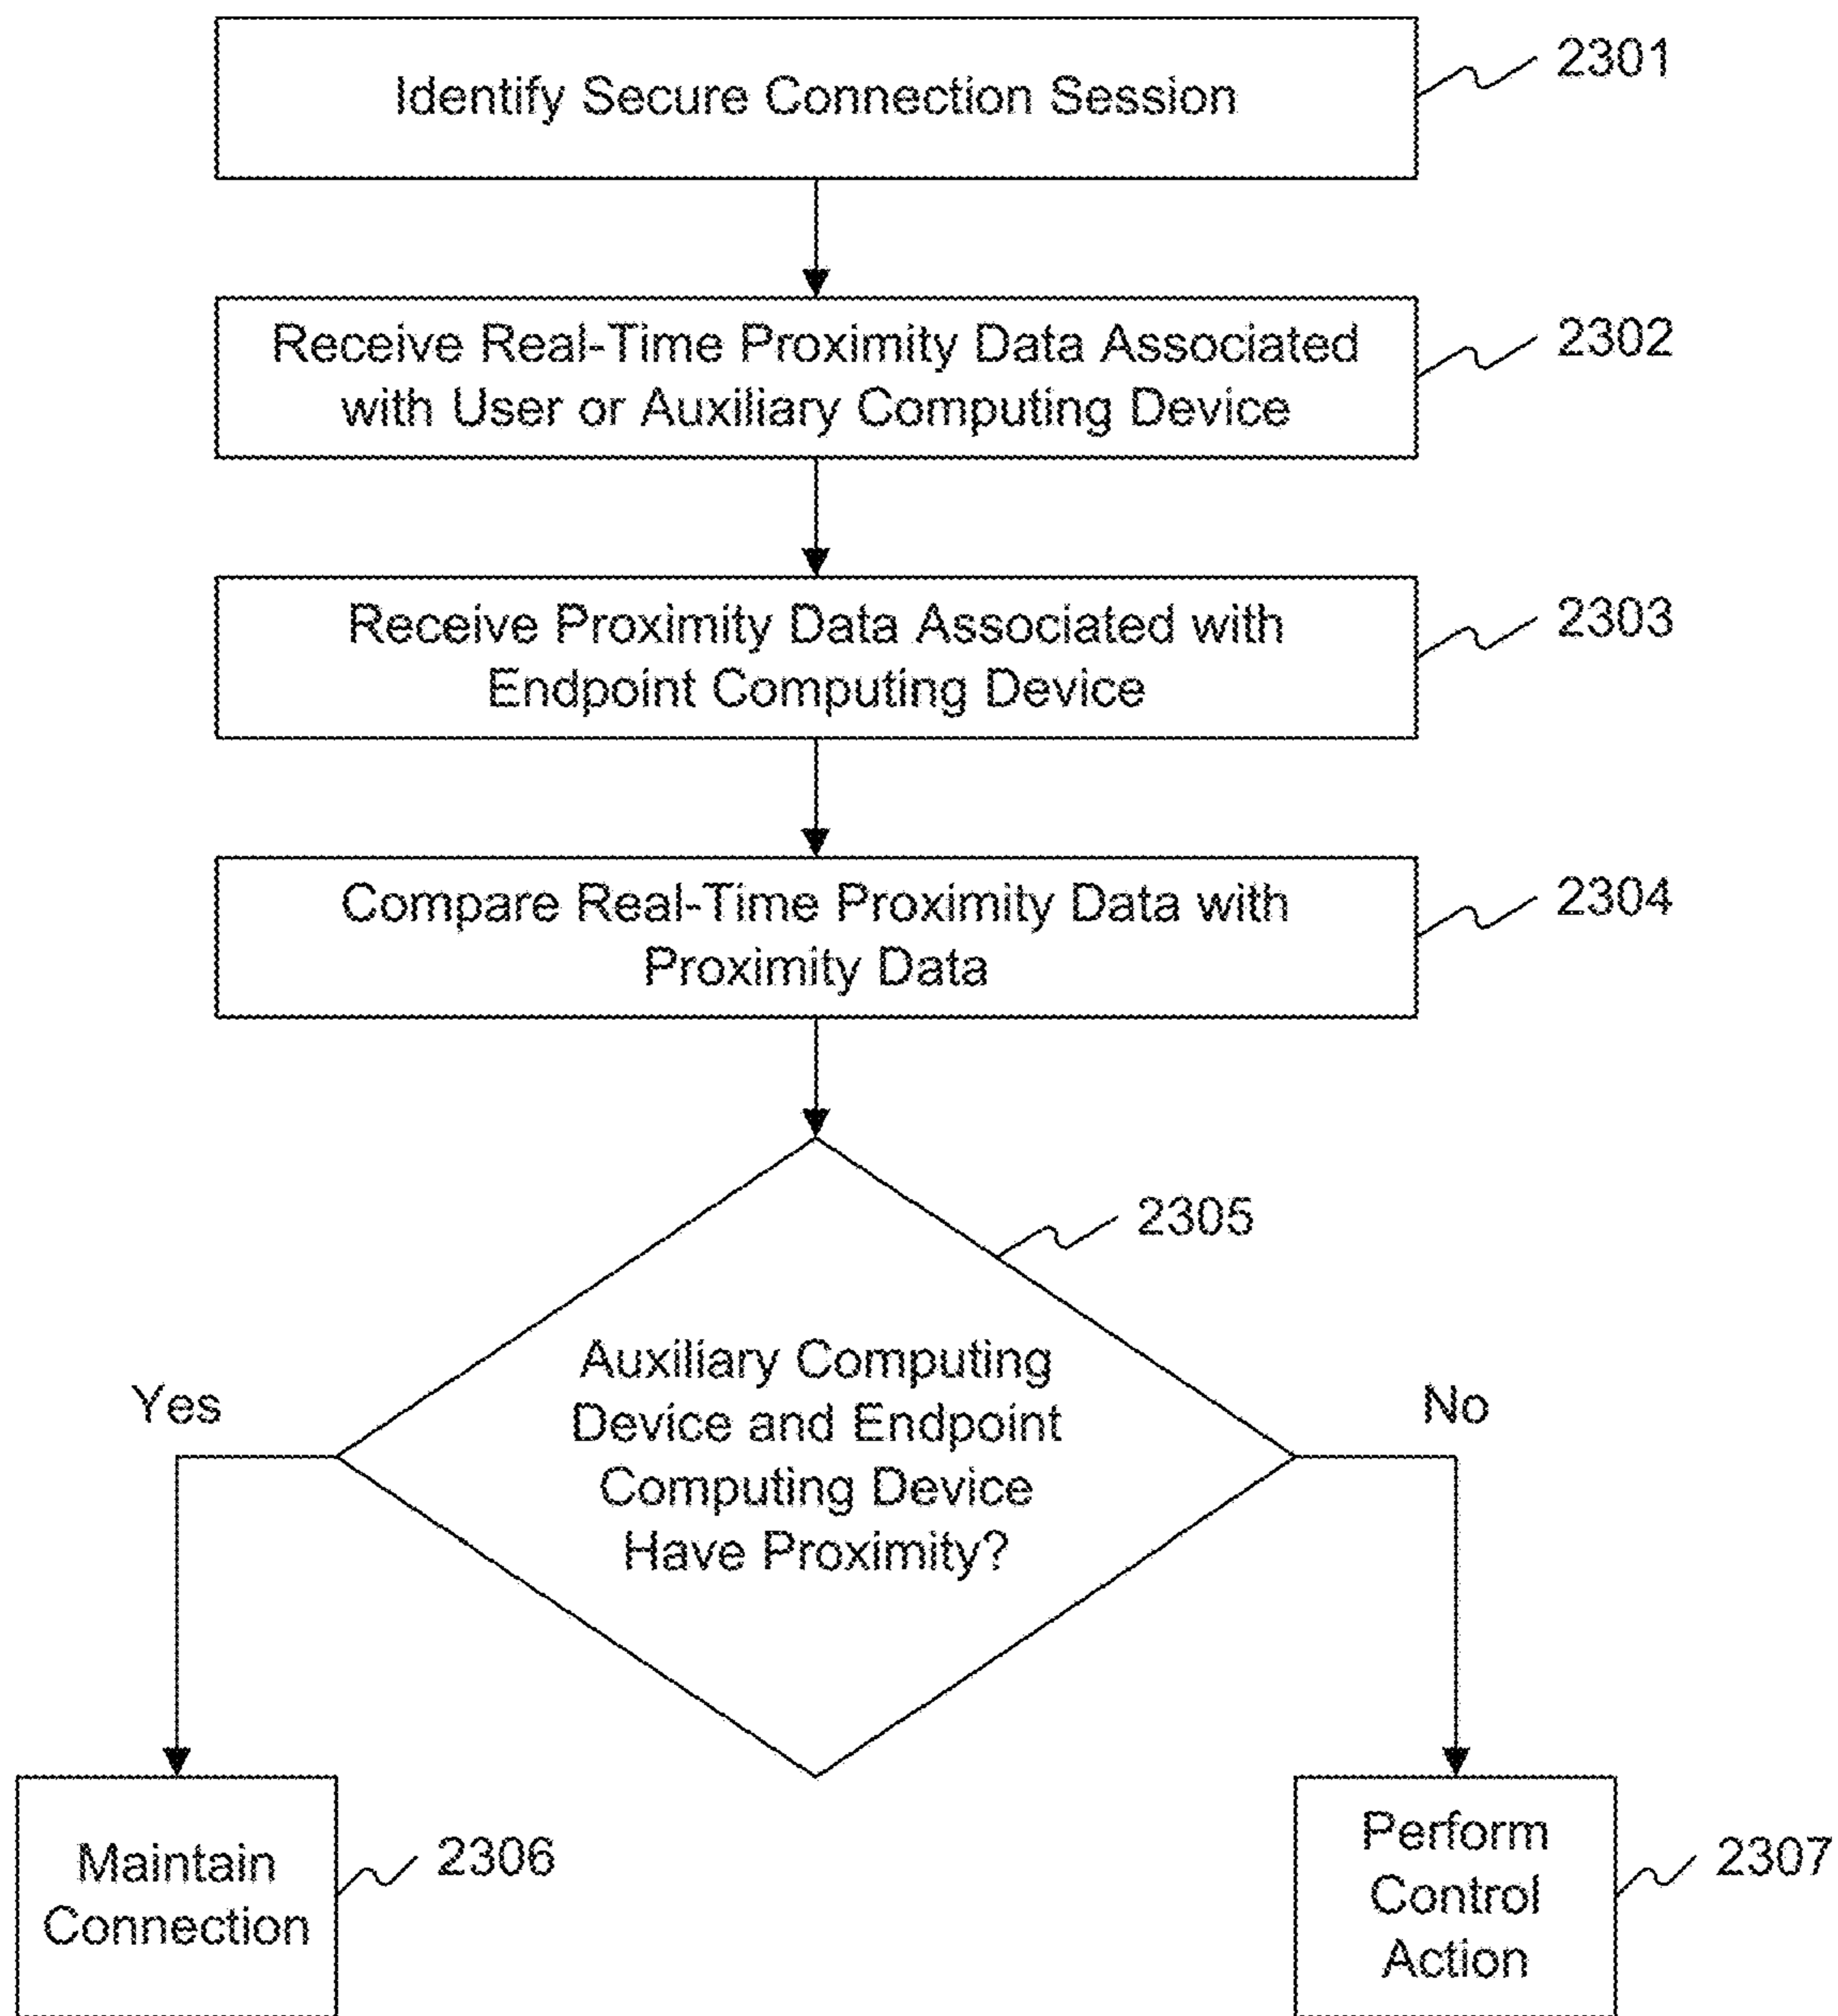 Identify Secure Connection Session
2301
Receive Real-Time Proximity Data Associated
with User or Auxiliary Computing Device
2302
Receive Proximity Data Associated with
Endpoint Computing Device
2303
Compare Real-Time Proximity Data with
Proximity Data
2304
2305
Auxiliary Computing
Device and Endpoint
Computing Device
Have Proximity?
Yes
No
Maintain
Connection
2306
Perform
Control
Action
2307